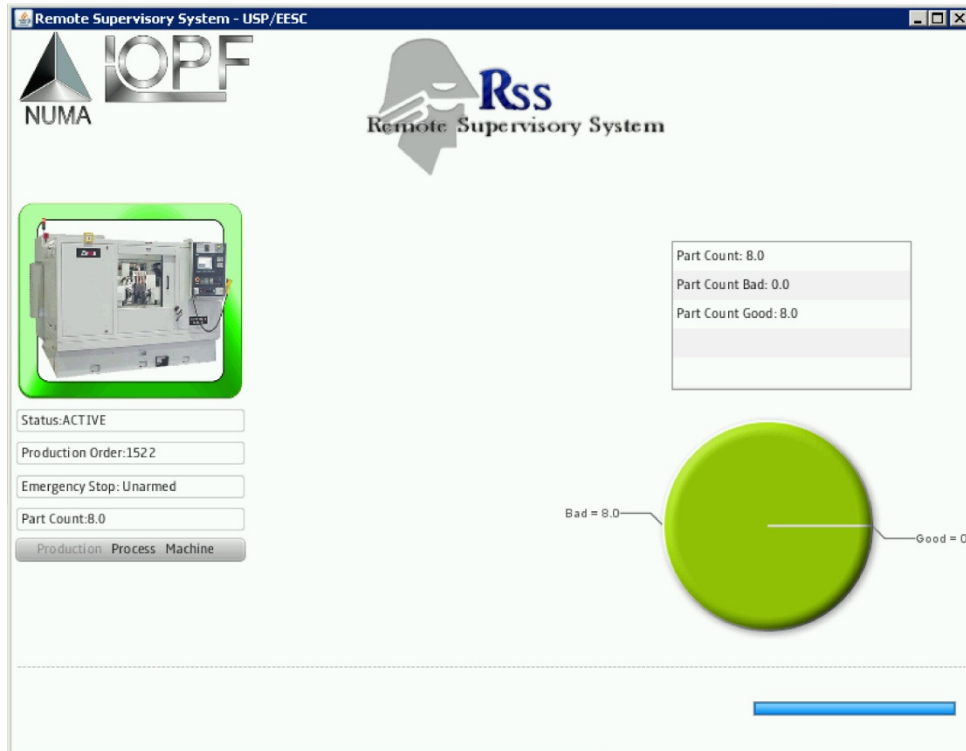 Remote Supervisory System - USP/EESC
NUMA
LOPF
Rss
Remote Supervisory System
Status:ACTIVE
Production Order:1522
Emergency Stop: Unarmed
Part Count:8.0
Production Process Machine
Part Count: 8.0
Part Count Bad: 0.0
Part Count Good: 8.0
Bad = 8.0
Good = 0